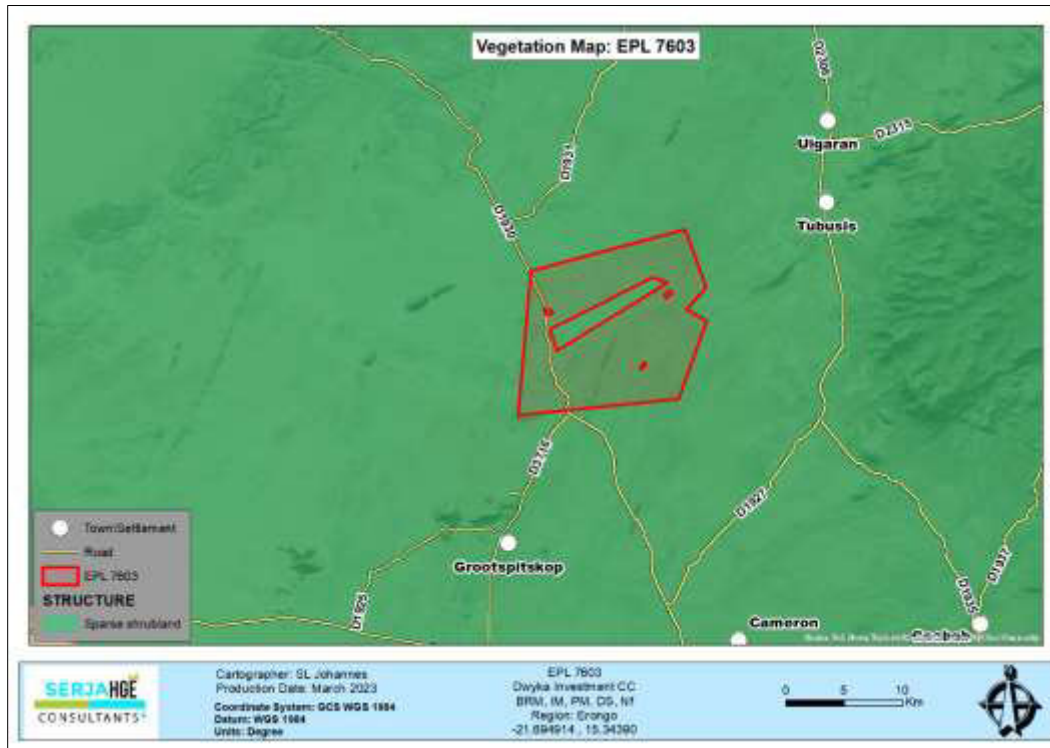 Vegetation Map: EPL 7603
D2306
Uigaran
D2315
D1931
Tubusis
D1930
D3716
D1927
Grootspitskop
D1925
D1937
D1935
Cameron
Town/Settlement
Road
EPL 7603
STRUCTURE
Sparse shrubland
SERJA HGE
CONSULTANTS
Cartographer: SL Johannes
Production Date: March 2023
Coordinate System: GCS WGS 1984
Datum: WGS 1984
Units: Degree
EPL 7603
Dwyka Investment CC
BRM, IM, PM, DS, Nf
Region: Erongo
-21.694914 , 15.34390
0 5 10
Km